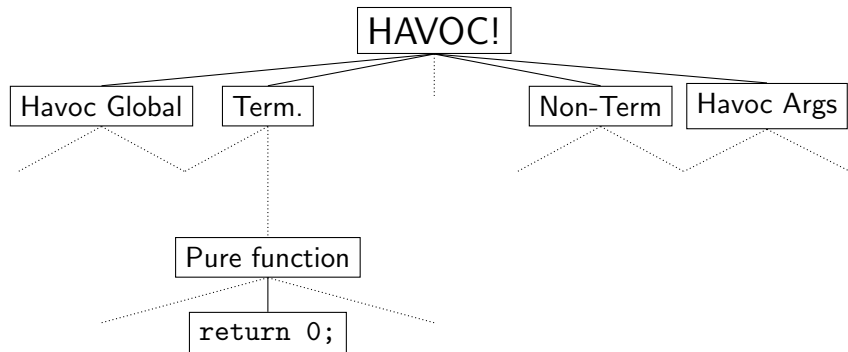 HAVOC!
Havoc Global
Term.
Non-Term
Havoc Args
Pure function
return 0;